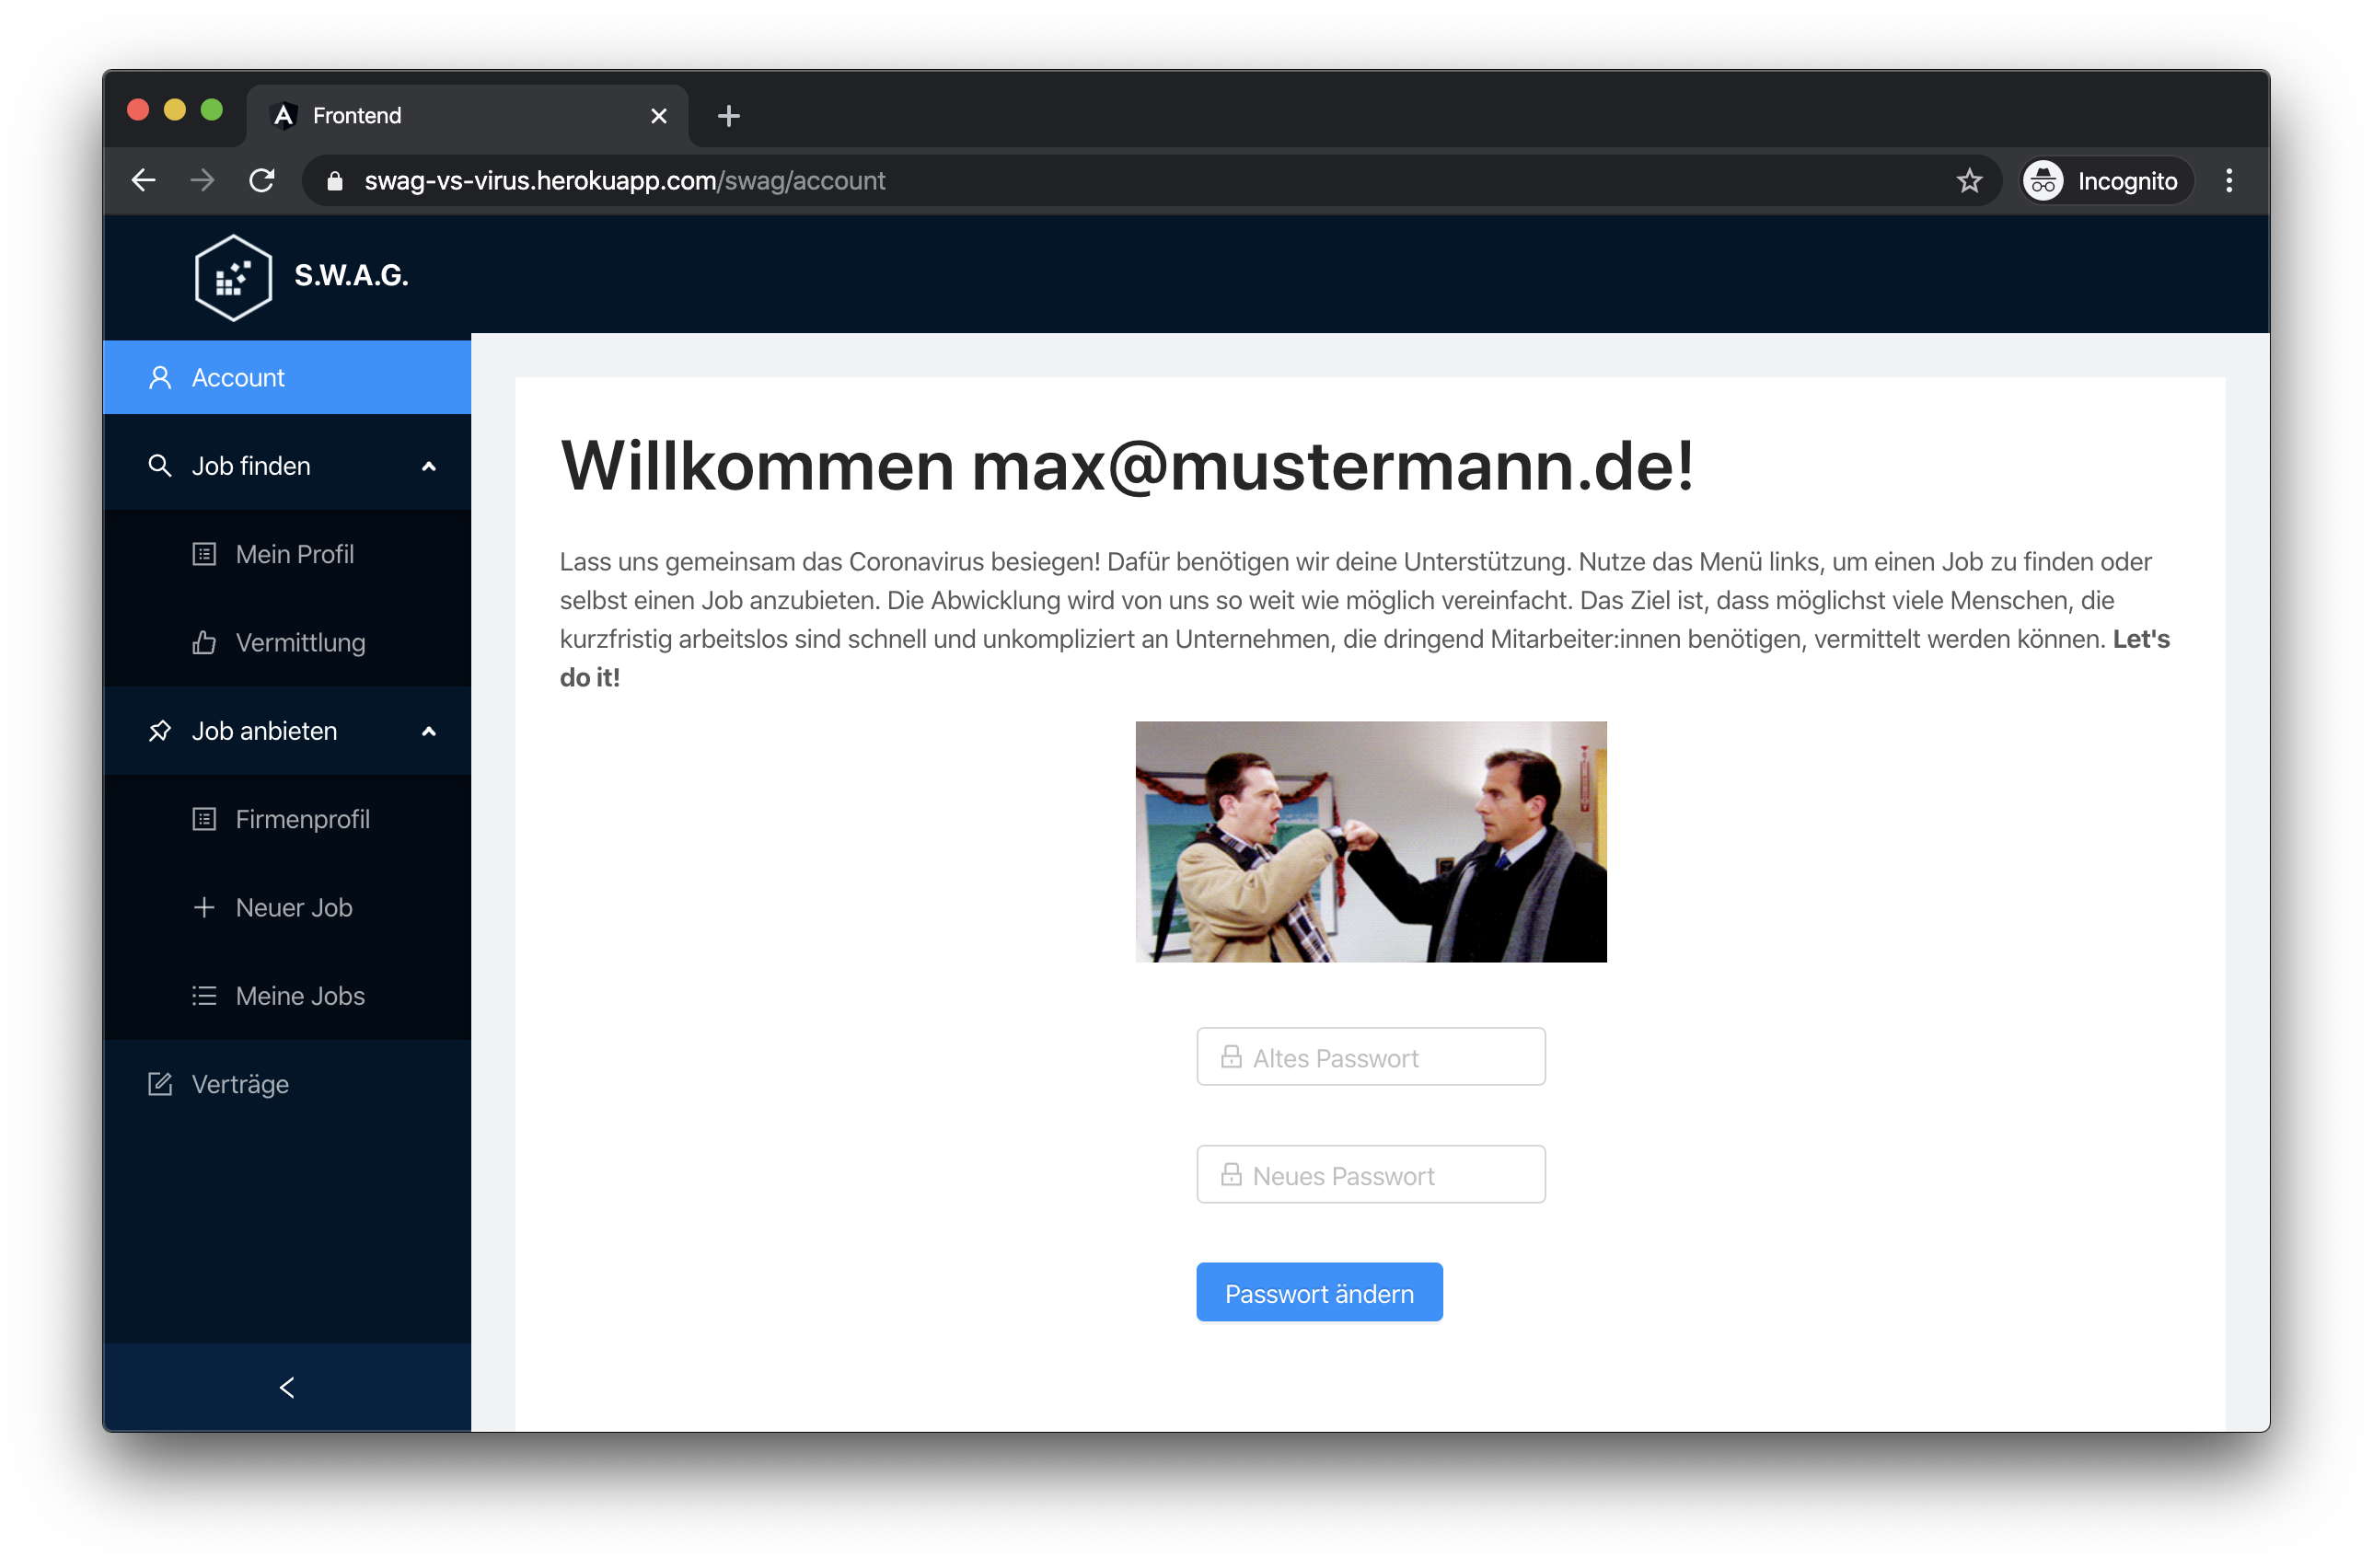 Frontend
swag-vs-virus.herokuapp.com/swag/account
Incognito
S.W.A.G.
Account
Job finden
Mein Profil
Vermittlung
Job anbieten
Firmenprofil
Neuer Job
Meine Jobs
Verträge
Willkommen max@mustermann.de!
Lass uns gemeinsam das Coronavirus besiegen! Dafür benötigen wir deine Unterstützung. Nutze das Menü links, um einen Job zu finden oder
selbst einen Job anzubieten. Die Abwicklung wird von uns so weit wie möglich vereinfacht. Das Ziel ist, dass möglichst viele Menschen, die
kurzfristig arbeitslos sind schnell und unkompliziert an Unternehmen, die dringend Mitarbeiter:innen benötigen, vermittelt werden können. Let's
do it!
Altes Passwort
Neues Passwort
Passwort ändern